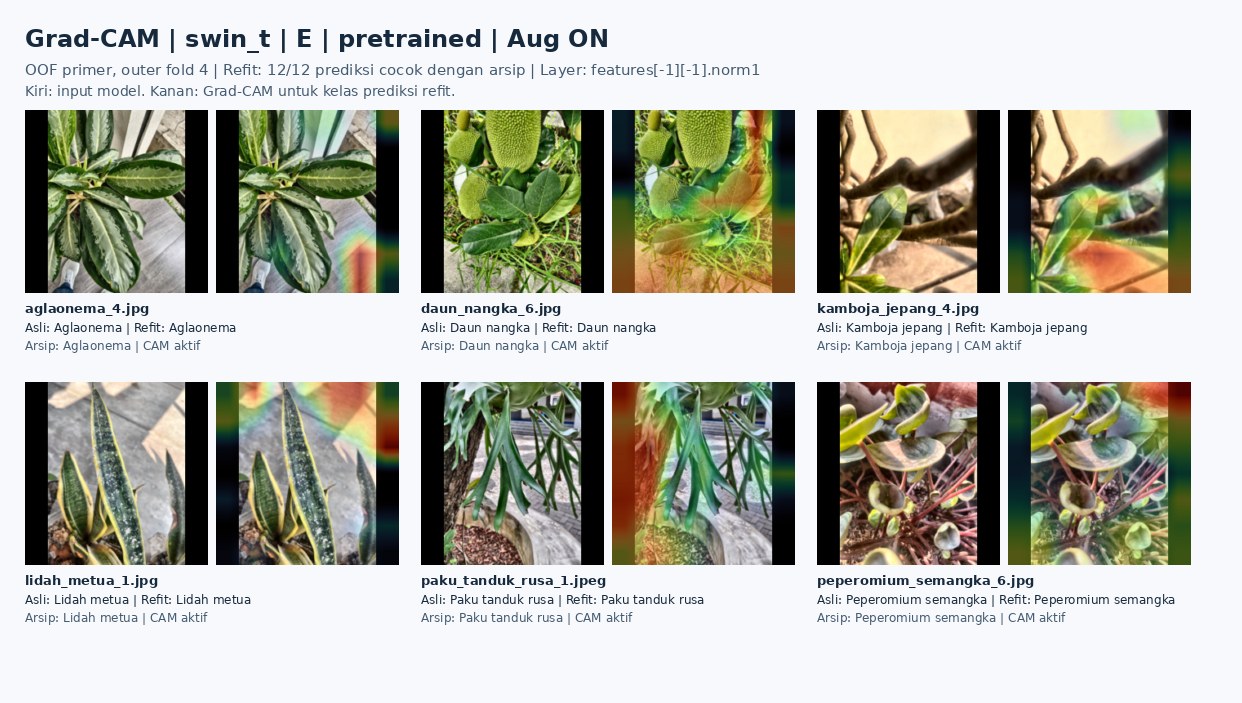 Grad-CAM | swin_t | E | pretrained | Aug ON
OOF primer, outer fold 4 | Refit: 12/12 prediksi cocok dengan arsip | Layer: features[-1][-1].norm1
Kiri: input model. Kanan: Grad-CAM untuk kelas prediksi refit.
aglaonema_4.jpg
Asli: Aglaonema | Refit: Aglaonema
Arsip: Aglaonema | CAM aktif
daun_nangka_6.jpg
Asli: Daun nangka | Refit: Daun nangka
Arsip: Daun nangka | CAM aktif
kamboja_jepang_4.jpg
Asli: Kamboja jepang | Refit: Kamboja jepang
Arsip: Kamboja jepang | CAM aktif
lidah_metua_1.jpg
Asli: Lidah metua | Refit: Lidah metua
Arsip: Lidah metua | CAM aktif
paku_tanduk_rusa_1.jpeg
Asli: Paku tanduk rusa | Refit: Paku tanduk rusa
Arsip: Paku tanduk rusa | CAM aktif
peperomium_semangka_6.jpg
Asli: Peperomium semangka | Refit: Peperomium semangka
Arsip: Peperomium semangka | CAM aktif